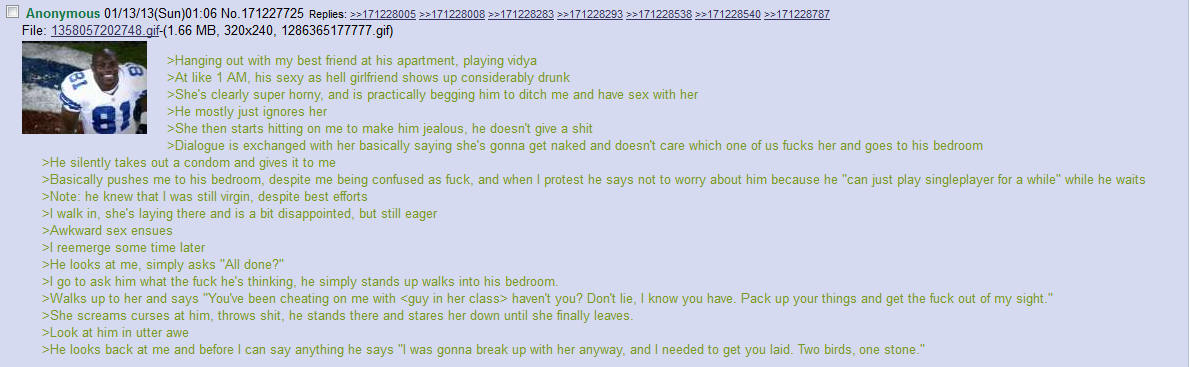 Anonymous 01/13/13(Sun)01:06 No.171227725 Replies: >>171228005 >>171228008 >>171228283 >>171228293 >>171228538 >>171228540 >>171228787
File: 1358057202748.gif-(1.66 MB, 320x240, 1286365177777.gif)
81
81
>Hanging out with my best friend at his apartment, playing vidya
>At like 1 AM, his sexy as hell girlfriend shows up considerably drunk
>She's clearly super horny, and is practically begging him to ditch me and have sex with her
>He mostly just ignores her
>She then starts hitting on me to make him jealous, he doesn't give a shit
>Dialogue is exchanged with her basically saying she's gonna get naked and doesn't care which one of us fucks her and goes to his bedroom
>He silently takes out a condom and gives it to me
>Basically pushes me to his bedroom, despite me being confused as fuck, and when I protest he says not to worry about him because he "can just play singleplayer for a while" while he waits
>Note: he knew that I was still virgin, despite best efforts
>I walk in, she's laying there and is a bit disappointed, but still eager
>Awkward sex ensues
>I reemerge some time later
>He looks at me, simply asks "All done?"
>I go to ask him what the fuck he's thinking, he simply stands up walks into his bedroom.
>Walks up to her and says "You've been cheating on me with <guy in her class> haven't you? Don't lie, I know you have. Pack up your things and get the fuck out of my sight."
>She screams curses at him, throws shit, he stands there and stares her down until she finally leaves.
>Look at him in utter awe
>He looks back at me and before I can say anything he says "I was gonna break up with her anyway, and I needed to get you laid. Two birds, one stone."